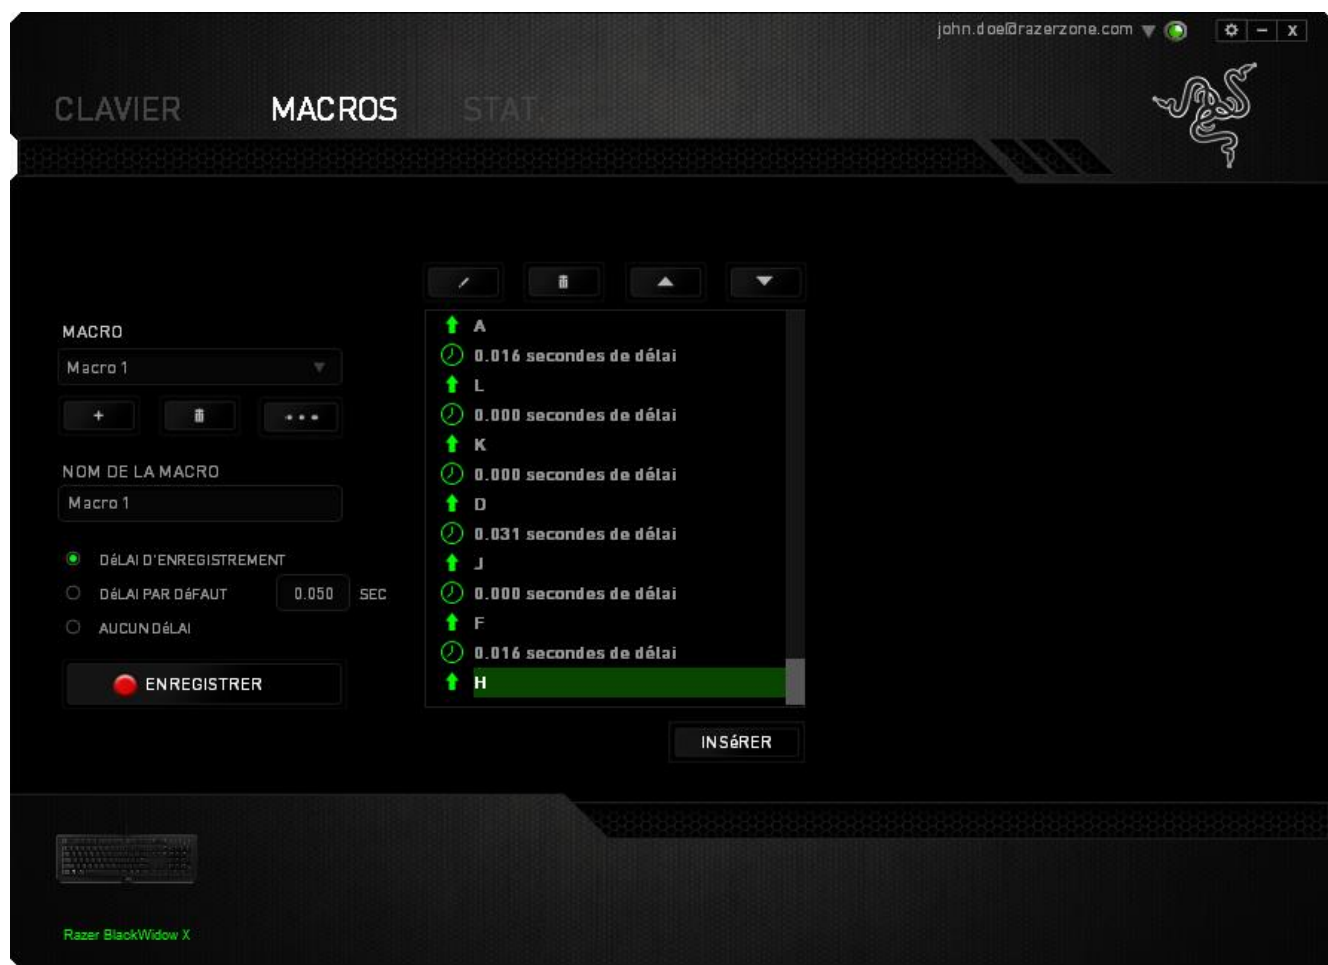 john.doe@razerzone.com
CLAVIER MACROS STAT
MACRO
Macro 1
NOM DE LA MACRO
Macro 1
DéLAI D'ENREGISTREMENT
DéLAI PAR DéFAUT 0.050 SEC
AUCUN DéLAI
ENREGISTRER
A
0.016 secondes de délai
L
0.000 secondes de délai
K
0.000 secondes de délai
D
0.031 secondes de délai
J
0.000 secondes de délai
F
0.016 secondes de délai
H
INSéRER
Razer BlackWidow X